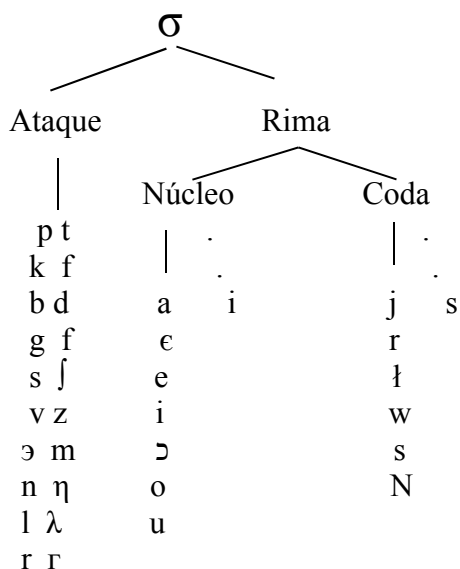 σ
Ataque Rima
Núcleo Coda
p t
k f
b d a i j s
g f є r
s ʃ e ł
v z i w
э m כ s
n η o N
l λ u
r г